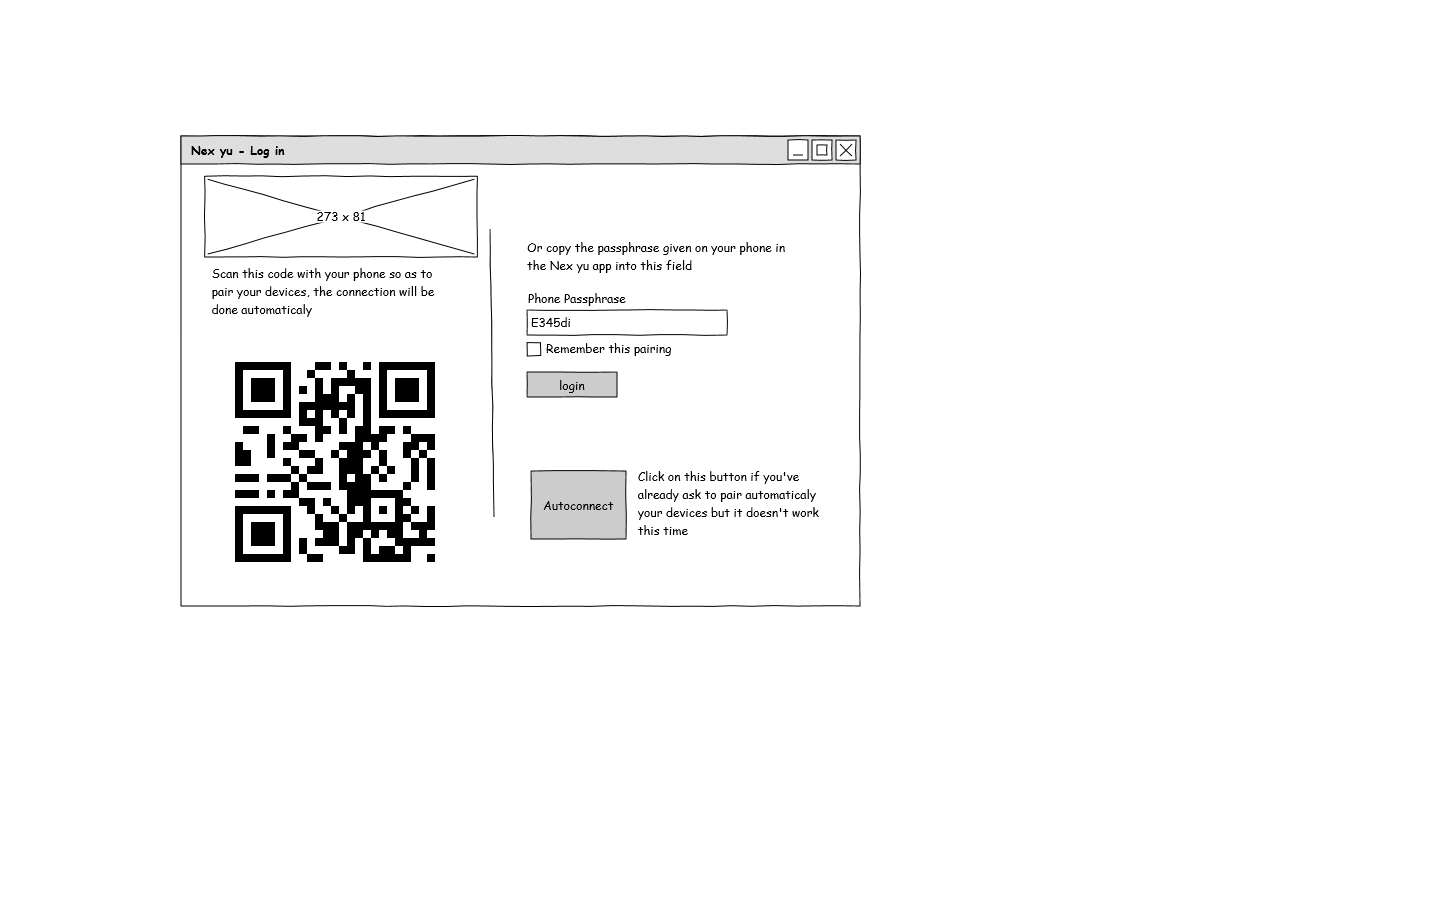 Nex yu - Log in
273 x 81
Scan this code with your phone so as to
pair your devices, the connection will be
done automaticaly
Or copy the passphrase given on your phone in
the Nex yu app into this field
Phone Passphrase
E345di
Remember this pairing
login
Autoconnect
Click on this button if you've
already ask to pair automaticaly
your devices but it doesn't work
this time